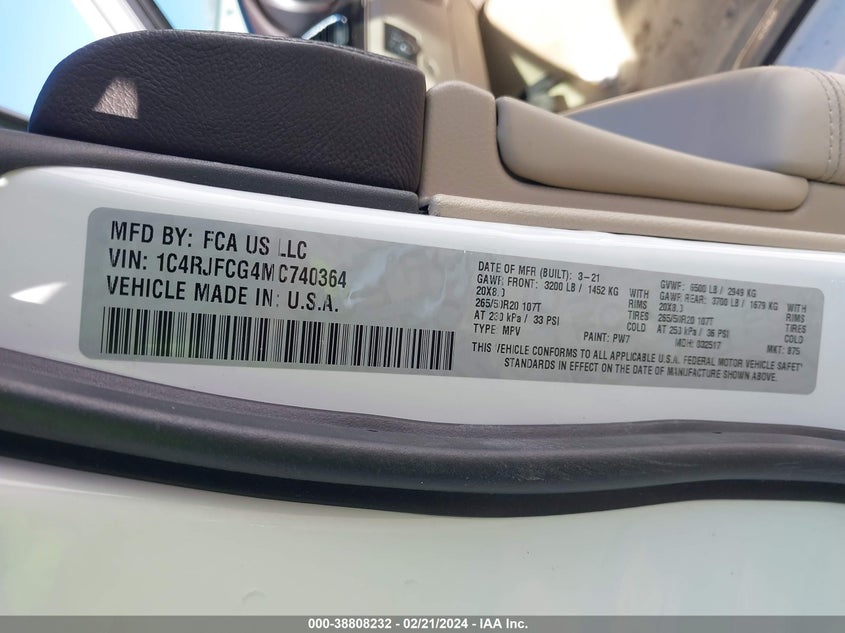 MFD BY: FCA US LLC
VIN: 1C4RJFCG4MC740364
VEHICLE MADE IN: U.S.A.
DATE OF MFR (BUILT): 3-21
GAWR FRONT: 3200 LB / 1452 KG WITH
20X8.0 RIMS
265/50R20 107T TIRES
AT 230 kPa / 33 PSI COLD
TYPE: MPV PAINT: PW7
GVWR: 6500 LB / 2949 KG
GAWR REAR: 3700 LB / 1679 KG WITH
20X8.0 RIMS
265/50R20 107T TIRES
AT 250 kPa / 36 PSI COLD
MDH: 032517 MKT: B75
THIS VEHICLE CONFORMS TO ALL APPLICABLE U.S.A. FEDERAL MOTOR VEHICLE SAFETY
STANDARDS IN EFFECT ON THE DATE OF MANUFACTURE SHOWN ABOVE.
000-38808232 - 02/21/2024 - IAA Inc.